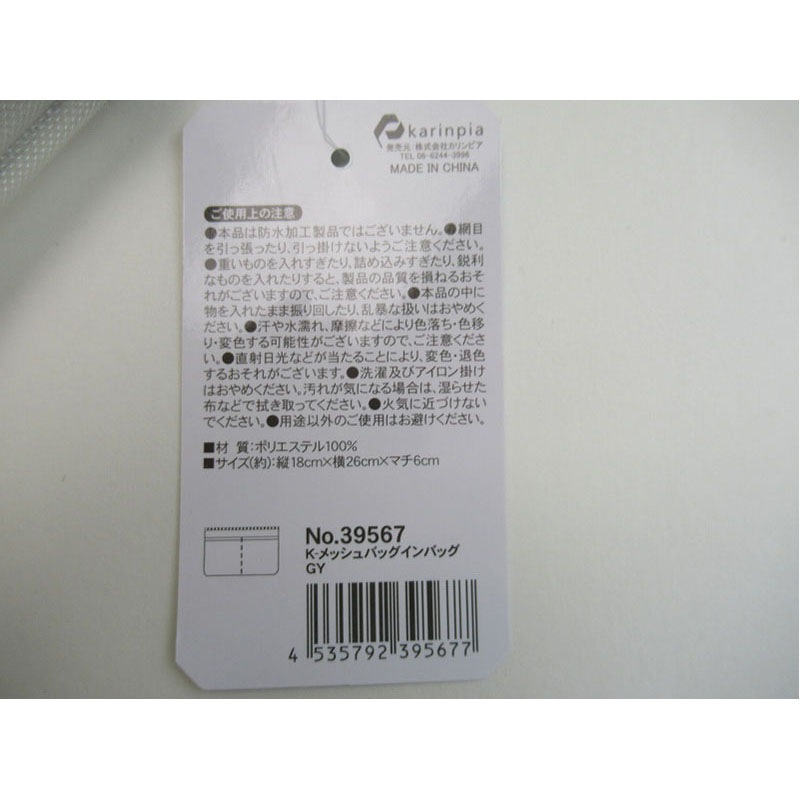 karinpia
発売元:株式会社カリンピア
TEL 06-6244-3996
MADE IN CHINA
ご使用上の注意
●本品は防水加工製品ではございません。●網目
を引っ張ったり、引っ掛けないようご注意ください。
●重いものを入れすぎたり、詰め込みすぎたり、鋭利
なものを入れたりすると、製品の品質を損ねるおそ
れがございますので、ご注意ください。●本品の中に
物を入れたまま振り回したり、乱暴な扱いはおやめく
ださい。●汗や水濡れ、摩擦などにより色落ち・色移
り・変色する可能性がございますので、ご注意くださ
い。●直射日光などが当たることにより、変色・退色
するおそれがございます。●洗濯及びアイロン掛け
はおやめください。汚れが気になる場合は、湿らせた
布などで拭き取ってください。●火気に近づけない
でください。●用途以外のご使用はお避けください。
■材 質:ポリエステル100%
■サイズ(約):縦18cm×横26cm×マチ6cm
No.39567
K-メッシュバッグインバッグ
GY
4 535792 395677